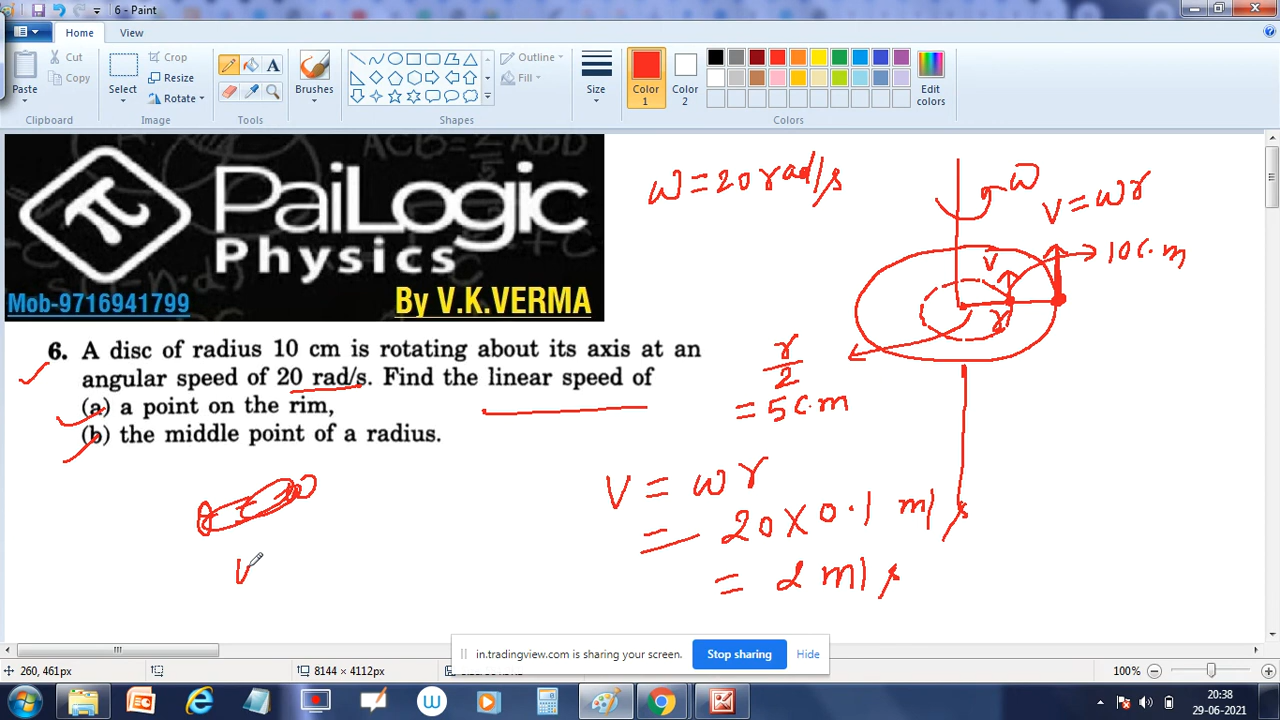 6 - Paint
Home View
Cut
Copy
Paste
Clipboard
Crop
Resize
Rotate
Select
Image
Tools
Brushes
Shapes
Outline
Fill
Size
Color 1
Color 2
Edit colors
Colors
PaiLogic
Physics
Mob-9716941799 By V.K.VERMA
6. A disc of radius 10 cm is rotating about its axis at an
angular speed of 20 rad/s. Find the linear speed of
(a) a point on the rim,
(b) the middle point of a radius.
ω = 20 rad/s
ω
v = ωr
10 c.m
v
r
r/2
= 5 c.m
v = ωr
= 20 × 0.1 m/s
= 2 m/s
v
in.tradingview.com is sharing your screen. Stop sharing Hide
260, 461px
8144 × 4112px
100%
20:38
29-06-2021